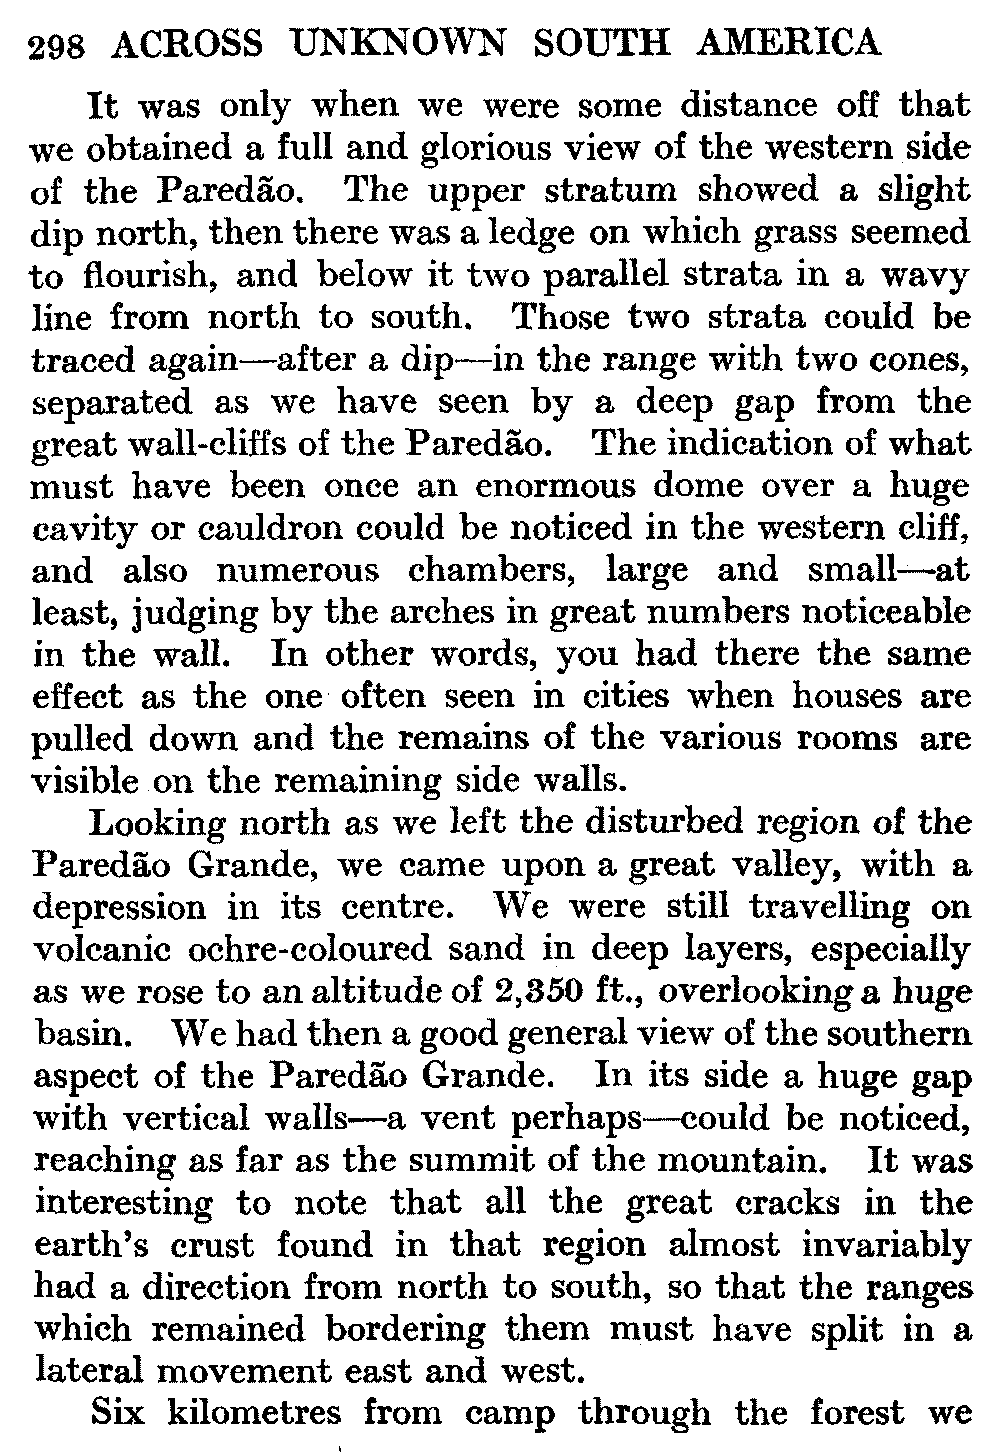 298 ACROSS UNKNOWN SOUTH AMERICA
It was only when we were some distance off that
we obtained a full and glorious view of the western side
of the Paredão. The upper stratum showed a slight
dip north, then there was a ledge on which grass seemed
to flourish, and below it two parallel strata in a wavy
line from north to south. Those two strata could be
traced again—after a dip—in the range with two cones,
separated as we have seen by a deep gap from the
great wall-cliffs of the Paredão. The indication of what
must have been once an enormous dome over a huge
cavity or cauldron could be noticed in the western cliff,
and also numerous chambers, large and small—at
least, judging by the arches in great numbers noticeable
in the wall. In other words, you had there the same
effect as the one often seen in cities when houses are
pulled down and the remains of the various rooms are
visible on the remaining side walls.
Looking north as we left the disturbed region of the
Paredão Grande, we came upon a great valley, with a
depression in its centre. We were still travelling on
volcanic ochre-coloured sand in deep layers, especially
as we rose to an altitude of 2,350 ft., overlooking a huge
basin. We had then a good general view of the southern
aspect of the Paredão Grande. In its side a huge gap
with vertical walls—a vent perhaps—could be noticed,
reaching as far as the summit of the mountain. It was
interesting to note that all the great cracks in the
earth's crust found in that region almost invariably
had a direction from north to south, so that the ranges
which remained bordering them must have split in a
lateral movement east and west.
Six kilometres from camp through the forest we